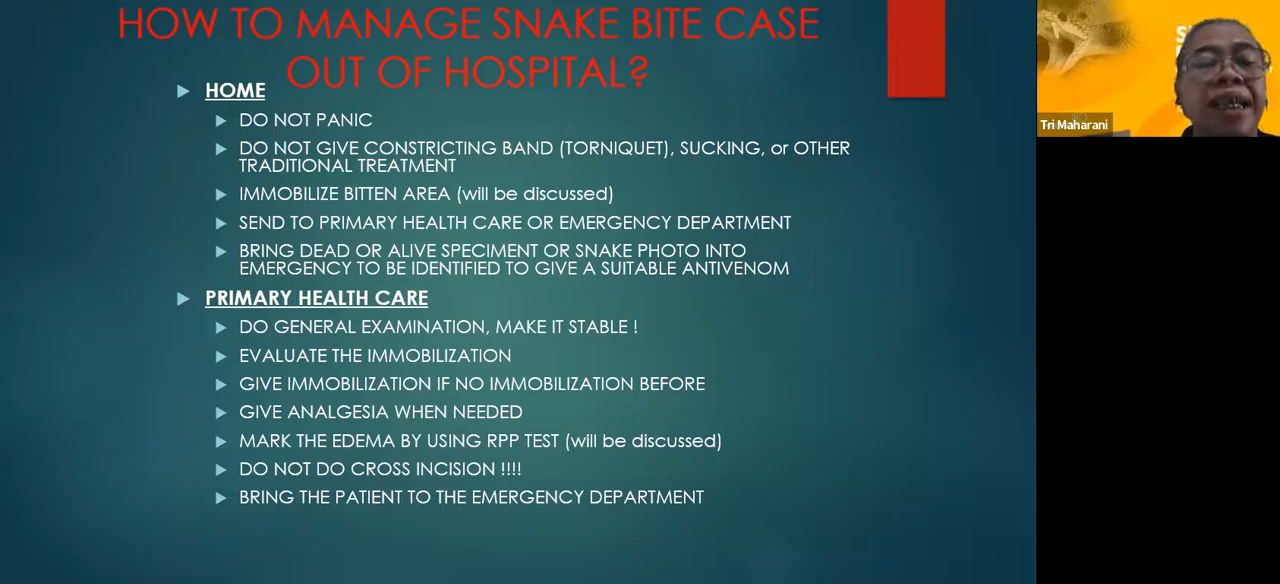 HOW TO MANAGE SNAKE BITE CASE
OUT OF HOSPITAL?
HOME
DO NOT PANIC
DO NOT GIVE CONSTRICTING BAND (TORNIQUET), SUCKING, or OTHER
TRADITIONAL TREATMENT
IMMOBILIZE BITTEN AREA (will be discussed)
SEND TO PRIMARY HEALTH CARE OR EMERGENCY DEPARTMENT
BRING DEAD OR ALIVE SPECIMENT OR SNAKE PHOTO INTO
EMERGENCY TO BE IDENTIFIED TO GIVE A SUITABLE ANTIVENOM
PRIMARY HEALTH CARE
DO GENERAL EXAMINATION, MAKE IT STABLE !
EVALUATE THE IMMOBILIZATION
GIVE IMMOBILIZATION IF NO IMMOBILIZATION BEFORE
GIVE ANALGESIA WHEN NEEDED
MARK THE EDEMA BY USING RPP TEST (will be discussed)
DO NOT DO CROSS INCISION !!!!
BRING THE PATIENT TO THE EMERGENCY DEPARTMENT
Tri Maharani